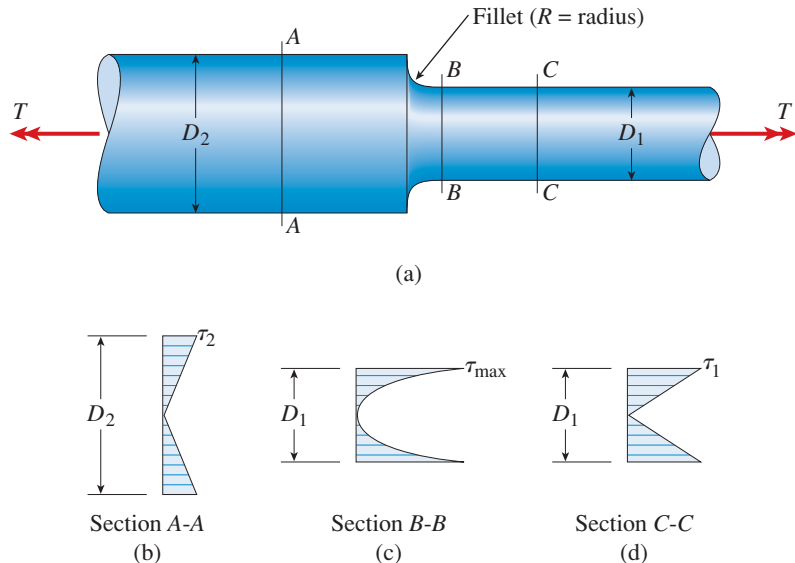 Fillet (R = radius)
A
B
C
T
D2
D1
T
B
C
A
(a)
τ2
D2
τmax
D1
τ1
D1
Section A-A
(b)
Section B-B
(c)
Section C-C
(d)